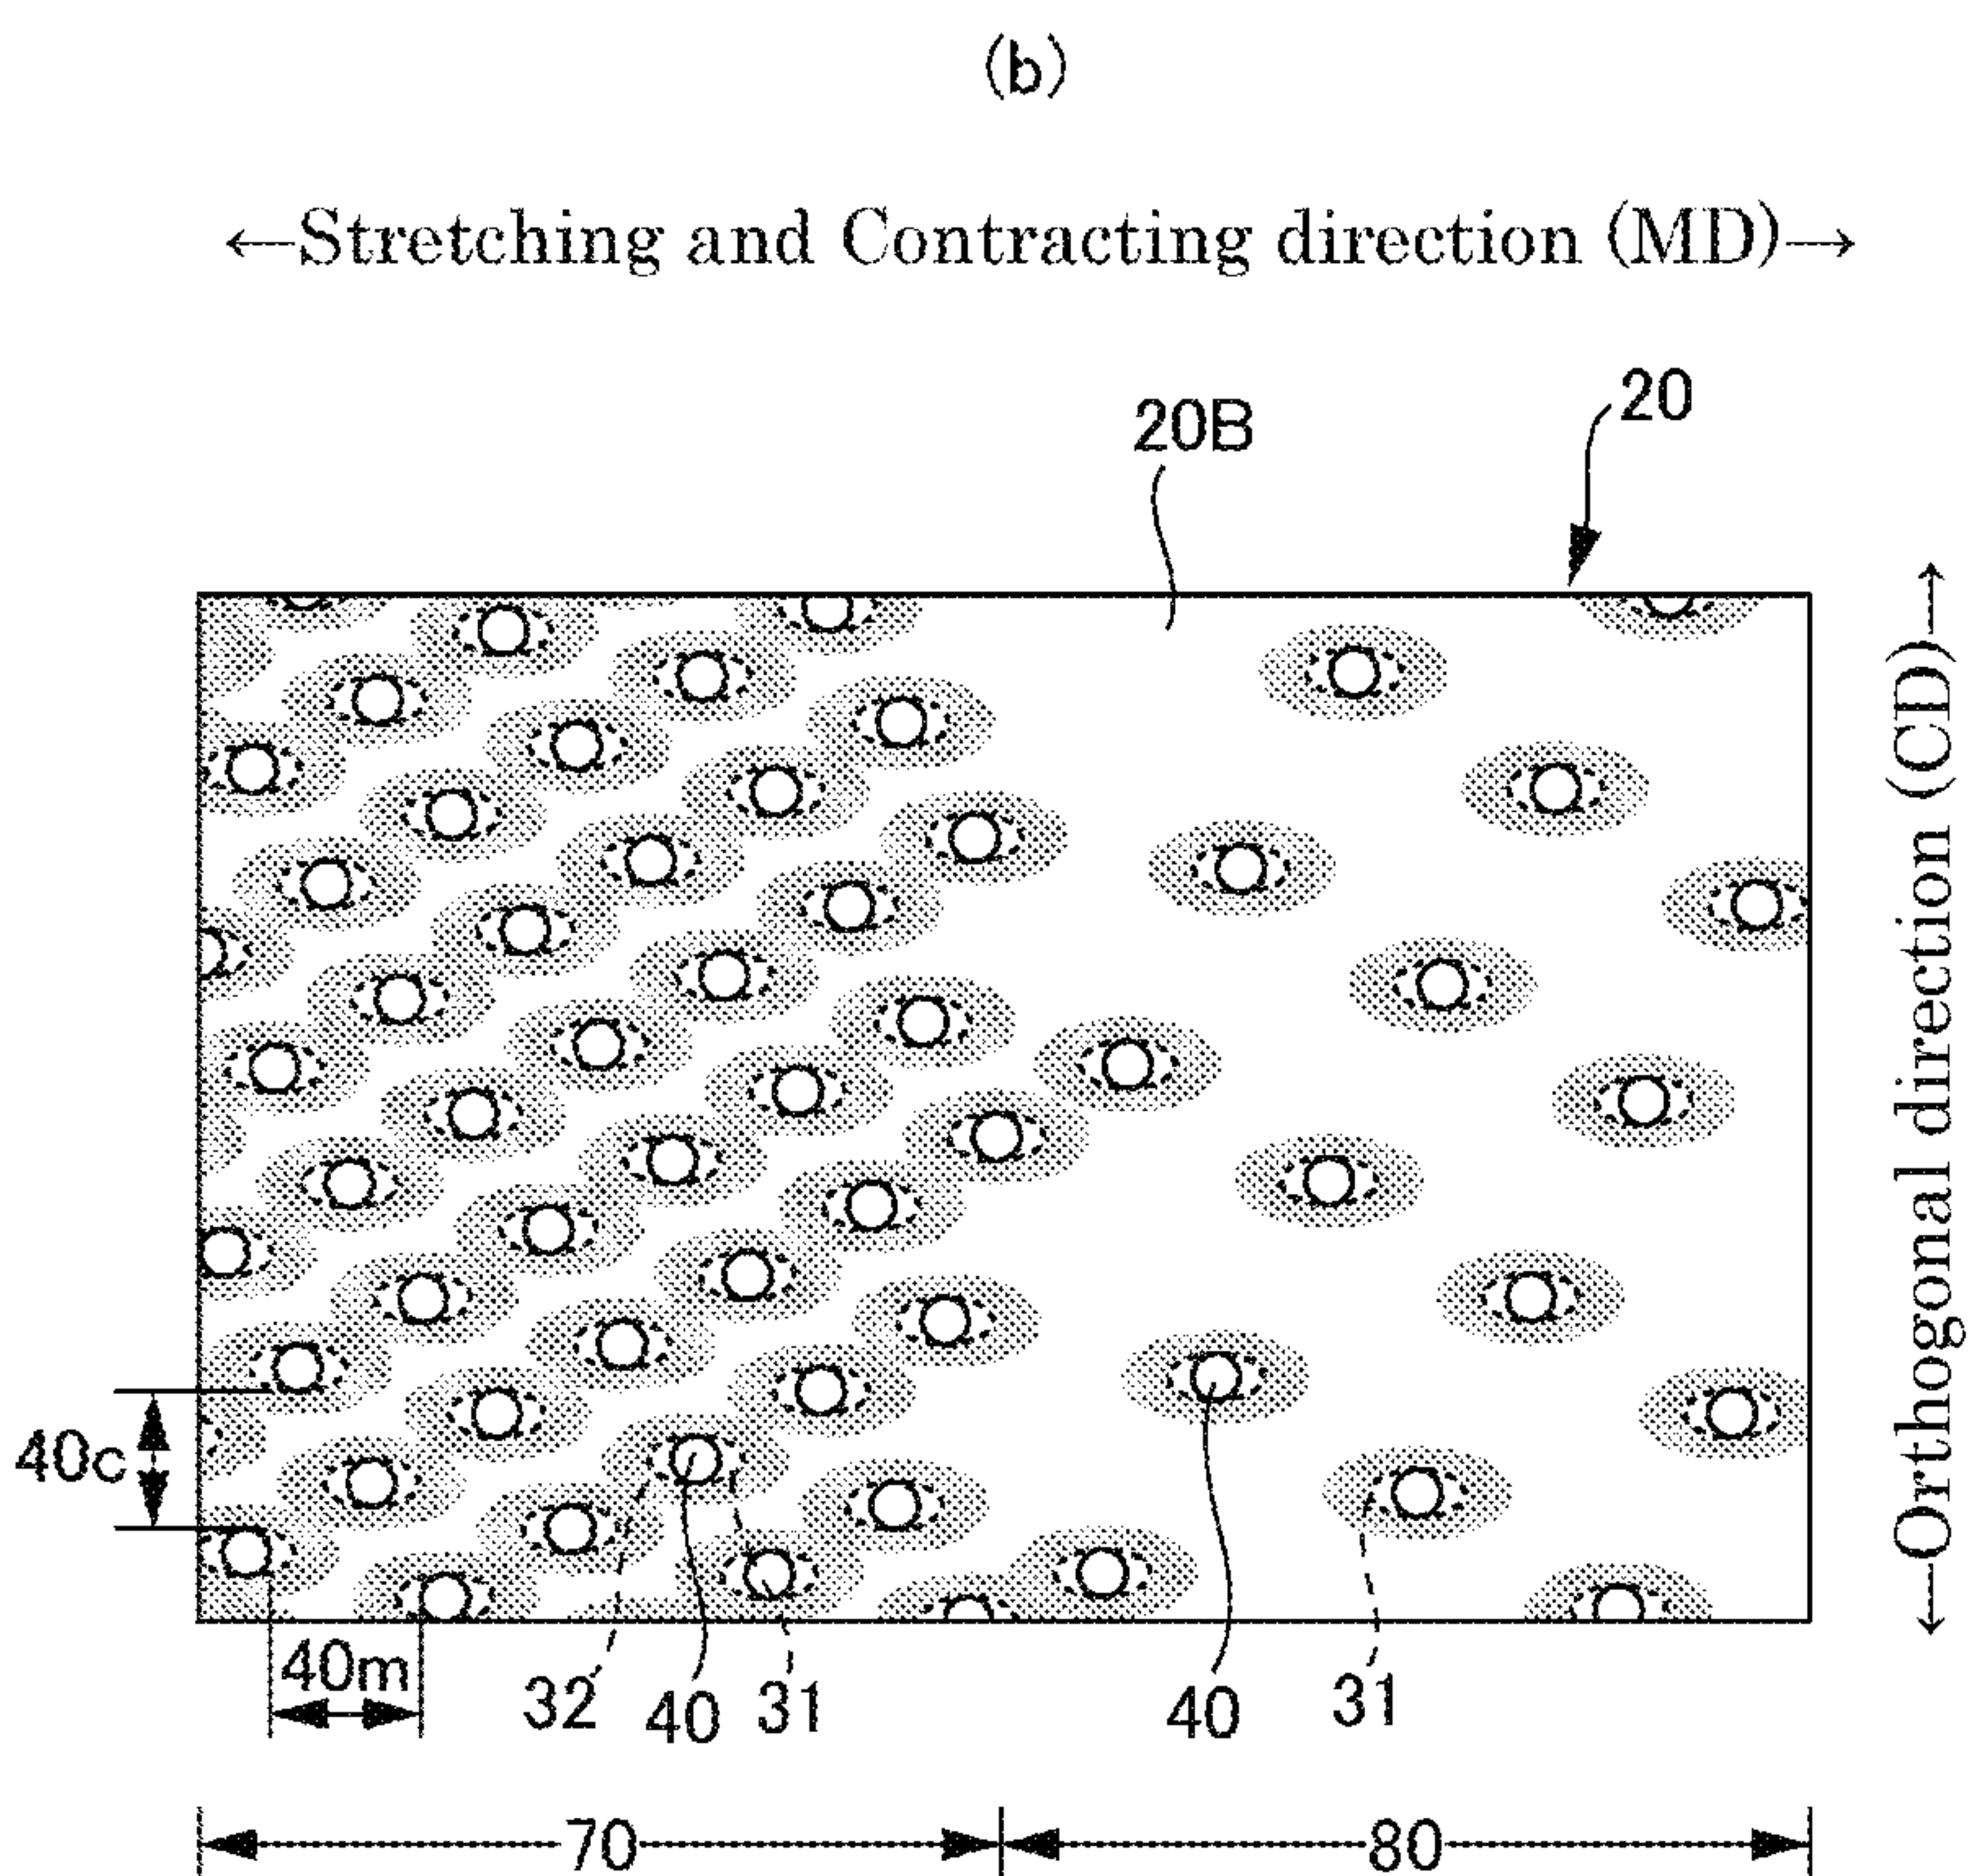 (b)
←Stretching and Contracting direction (MD)→
20
20B
←Orthogonal direction (CD)→
40c
40m
32
40
31
40
31
70
80